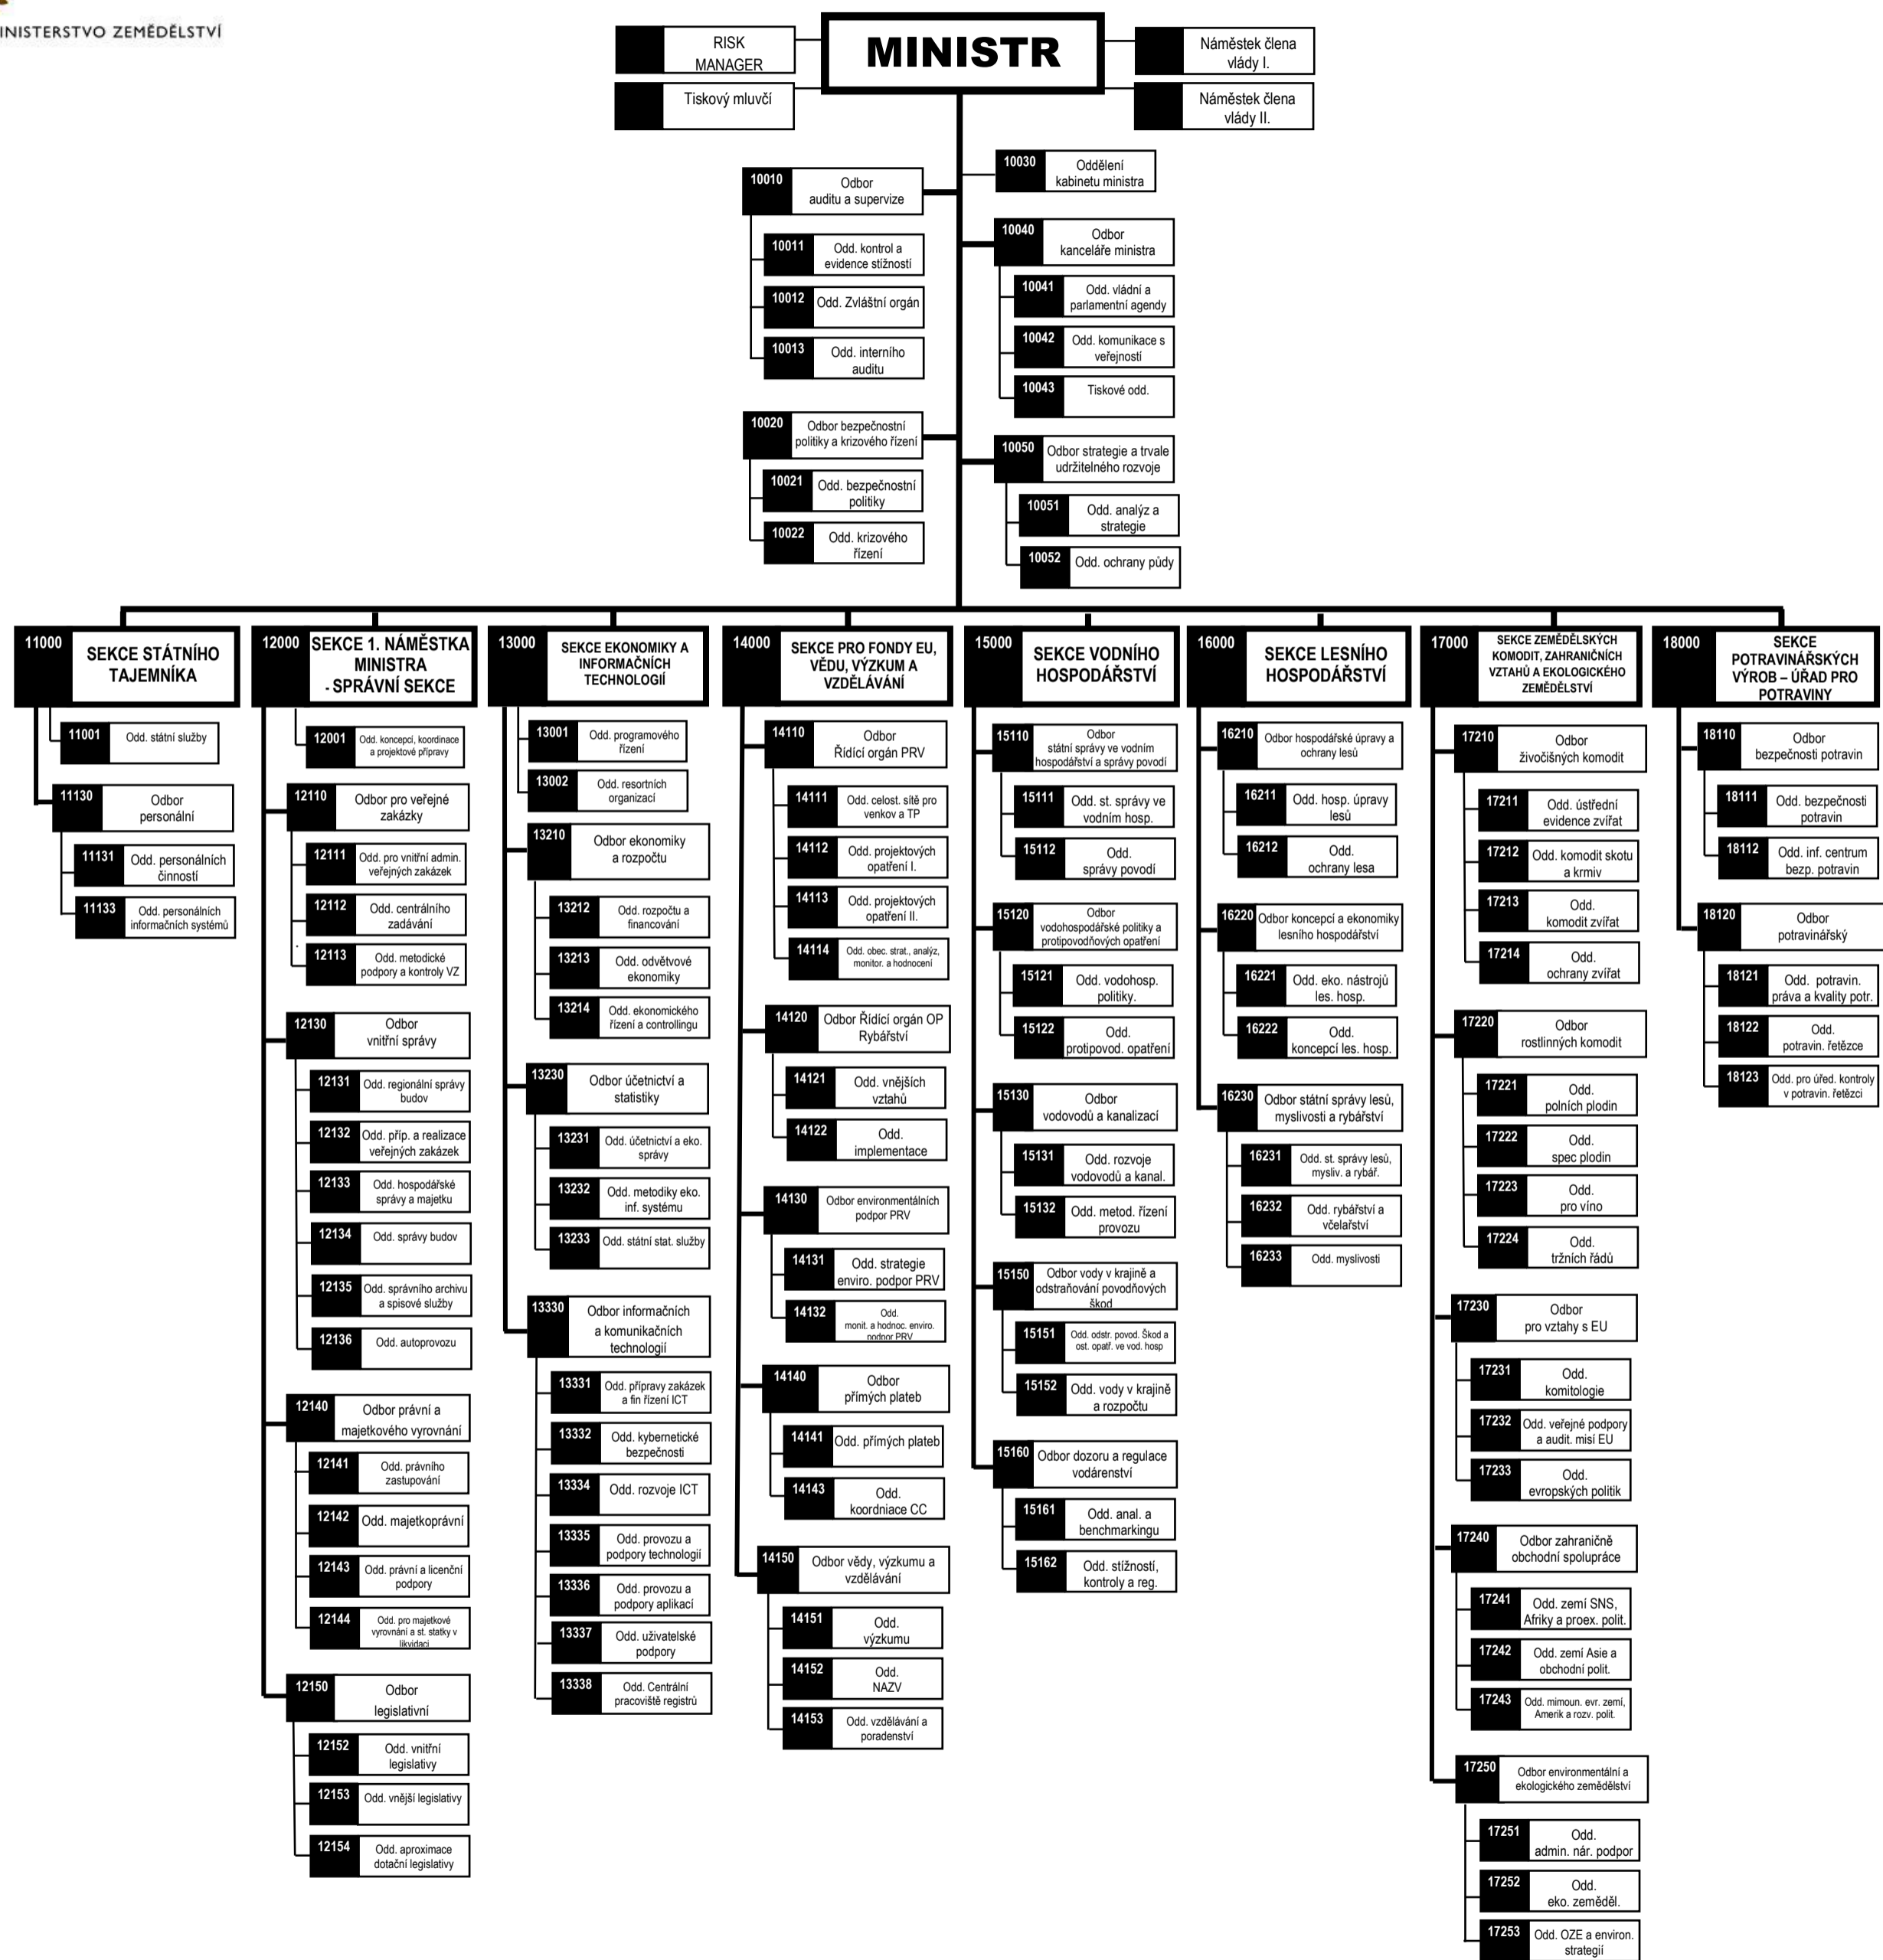 INISTERSTVO ZEMĚDĚLSTVÍ
RISK
MANAGER
Tiskový mluvčí
MINISTR
Náměstek člena
vlády I.
Náměstek člena
vlády II.
10010
Odbor
auditu a supervize
10011
Odd. kontrol a
evidence stížností
10012
Odd. Zvláštní orgán
10013
Odd. interního
auditu
10020
Odbor bezpečnostní
politiky a krizového řízení
10021
Odd. bezpečnostní
politiky
10022
Odd. krizového
řízení
10030
Oddělení
kabinetu ministra
10040
Odbor
kanceláře ministra
10041
Odd. vládní a
parlamentní agendy
10042
Odd. komunikace s
veřejností
10043
Tiskové odd.
10050
Odbor strategie a trvale
udržitelného rozvoje
10051
Odd. analýz a
strategie
10052
Odd. ochrany půdy
11000
SEKCE STÁTNÍHO
TAJEMNÍKA
11001
Odd. státní služby
11130
Odbor
personální
11131
Odd. personálních
činností
11133
Odd. personálních
informačních systémů
12000
SEKCE 1. NÁMĚSTKA
MINISTRA
- SPRÁVNÍ SEKCE
12001
Odd. koncepcí, koordinace
a projektové přípravy
12110
Odbor pro veřejné
zakázky
12111
Odd. pro vnitřní admin.
veřejných zakázek
12112
Odd. centrálního
zadávání
12113
Odd. metodické
podpory a kontroly VZ
12130
Odbor
vnitřní správy
12131
Odd. regionální správy
budov
12132
Odd. příp. a realizace
veřejných zakázek
12133
Odd. hospodářské
správy a majetku
12134
Odd. správy budov
12135
Odd. správního archivu
a spisové služby
12136
Odd. autoprovozu
12140
Odbor právní a
majetkového vyrovnání
12141
Odd. právního
zastupování
12142
Odd. majetkoprávní
12143
Odd. právní a licenční
podpory
12144
Odd. pro majetkové
vyrovnání a st. statky v
likvidaci
12150
Odbor
legislativní
12152
Odd. vnitřní
legislativy
12153
Odd. vnější legislativy
12154
Odd. aproximace
dotační legislativy
13000
SEKCE EKONOMIKY A
INFORMAČNÍCH
TECHNOLOGIÍ
13001
Odd. programového
řízení
13002
Odd. resortních
organizací
13210
Odbor ekonomiky
a rozpočtu
13212
Odd. rozpočtu a
financování
13213
Odd. odvětvové
ekonomiky
13214
Odd. ekonomického
řízení a controllingu
13230
Odbor účetnictví a
statistiky
13231
Odd. účetnictví a eko.
správy
13232
Odd. metodiky eko.
inf. systému
13233
Odd. státní stat. služby
13330
Odbor informačních
a komunikačních
technologií
13331
Odd. přípravy zakázek
a fin řízení ICT
13332
Odd. kybernetické
bezpečnosti
13334
Odd. rozvoje ICT
13335
Odd. provozu a
podpory technologií
13336
Odd. provozu a
podpory aplikací
13337
Odd. uživatelské
podpory
13338
Odd. Centrální
pracoviště registrů
14000
SEKCE PRO FONDY EU,
VĚDU, VÝZKUM A
VZDĚLÁVÁNÍ
14110
Odbor
Řídící orgán PRV
14111
Odd. celost. sítě pro
venkov a TP
14112
Odd. projektových
opatření I.
14113
Odd. projektových
opatření II.
14114
Odd. obec. strat., analýz,
monitor. a hodnocení
14120
Odbor Řídící orgán OP
Rybářství
14121
Odd. vnějších
vztahů
14122
Odd.
implementace
14130
Odbor environmentálních
podpor PRV
14131
Odd. strategie
enviro. podpor PRV
14132
Odd.
monit. a hodnoc. enviro.
podpor PRV
14140
Odbor
přímých plateb
14141
Odd. přímých plateb
14143
Odd.
koordniace CC
14150
Odbor vědy, výzkumu a
vzdělávání
14151
Odd.
výzkumu
14152
Odd.
NAZV
14153
Odd. vzdělávání a
poradenství
15000
SEKCE VODNÍHO
HOSPODÁŘSTVÍ
15110
Odbor
státní správy ve vodním
hospodářství a správy povodí
15111
Odd. st. správy ve
vodním hosp.
15112
Odd.
správy povodí
15120
Odbor
vodohospodářské politiky a
protipovodňových opatření
15121
Odd. vodohosp.
politiky.
15122
Odd.
protipovod. opatření
15130
Odbor
vodovodů a kanalizací
15131
Odd. rozvoje
vodovodů a kanal.
15132
Odd. metod. řízení
provozu
15150
Odbor vody v krajině a
odstraňování povodňových
škod
15151
Odd. odstr. povod. Škod a
ost. opatř. ve vod. hosp
15152
Odd. vody v krajině
a rozpočtu
15160
Odbor dozoru a regulace
vodárenství
15161
Odd. anal. a
benchmarkingu
15162
Odd. stížností,
kontroly a reg.
16000
SEKCE LESNÍHO
HOSPODÁŘSTVÍ
16210
Odbor hospodářské úpravy a
ochrany lesů
16211
Odd. hosp. úpravy
lesů
16212
Odd.
ochrany lesa
16220
Odbor koncepcí a ekonomiky
lesního hospodářství
16221
Odd. eko. nástrojů
les. hosp.
16222
Odd.
koncepcí les. hosp.
16230
Odbor státní správy lesů,
myslivosti a rybářství
16231
Odd. st. správy lesů,
mysliv. a rybář.
16232
Odd. rybářství a
včelařství
16233
Odd. myslivosti
17000
SEKCE ZEMĚDĚLSKÝCH
KOMODIT, ZAHRANIČNÍCH
VZTAHŮ A EKOLOGICKÉHO
ZEMĚDĚLSTVÍ
17210
Odbor
živočišných komodit
17211
Odd. ústřední
evidence zvířat
17212
Odd. komodit skotu
a krmiv
17213
Odd.
komodit zvířat
17214
Odd.
ochrany zvířat
17220
Odbor
rostlinných komodit
17221
Odd.
polních plodin
17222
Odd.
spec plodin
17223
Odd.
pro víno
17224
Odd.
tržních řádů
17230
Odbor
pro vztahy s EU
17231
Odd.
komitologie
17232
Odd. veřejné podpory
a audit. misí EU
17233
Odd.
evropských politik
17240
Odbor zahraničně
obchodní spolupráce
17241
Odd. zemí SNS,
Afriky a proex. polit.
17242
Odd. zemí Asie a
obchodní polit.
17243
Odd. mimoun. evr. zemí,
Amerik a rozv. polit.
17250
Odbor environmentální a
ekologického zemědělství
17251
Odd.
admin. nár. podpor
17252
Odd.
eko. zeměděl.
17253
Odd. OZE a environ.
strategií
18000
SEKCE
POTRAVINÁŘSKÝCH
VÝROB – ÚŘAD PRO
POTRAVINY
18110
Odbor
bezpečnosti potravin
18111
Odd. bezpečnosti
potravin
18112
Odd. inf. centrum
bezp. potravin
18120
Odbor
potravinářský
18121
Odd. potravin.
práva a kvality potr.
18122
Odd.
potravin. řetězce
18123
Odd. pro úřed. kontroly
v potravin. řetězci